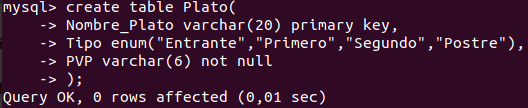 mysql> create table Plato(
    -> Nombre_Plato varchar(20) primary key,
    -> Tipo enum("Entrante","Primero","Segundo","Postre"),
    -> PVP varchar(6) not null
    -> );
Query OK, 0 rows affected (0,01 sec)